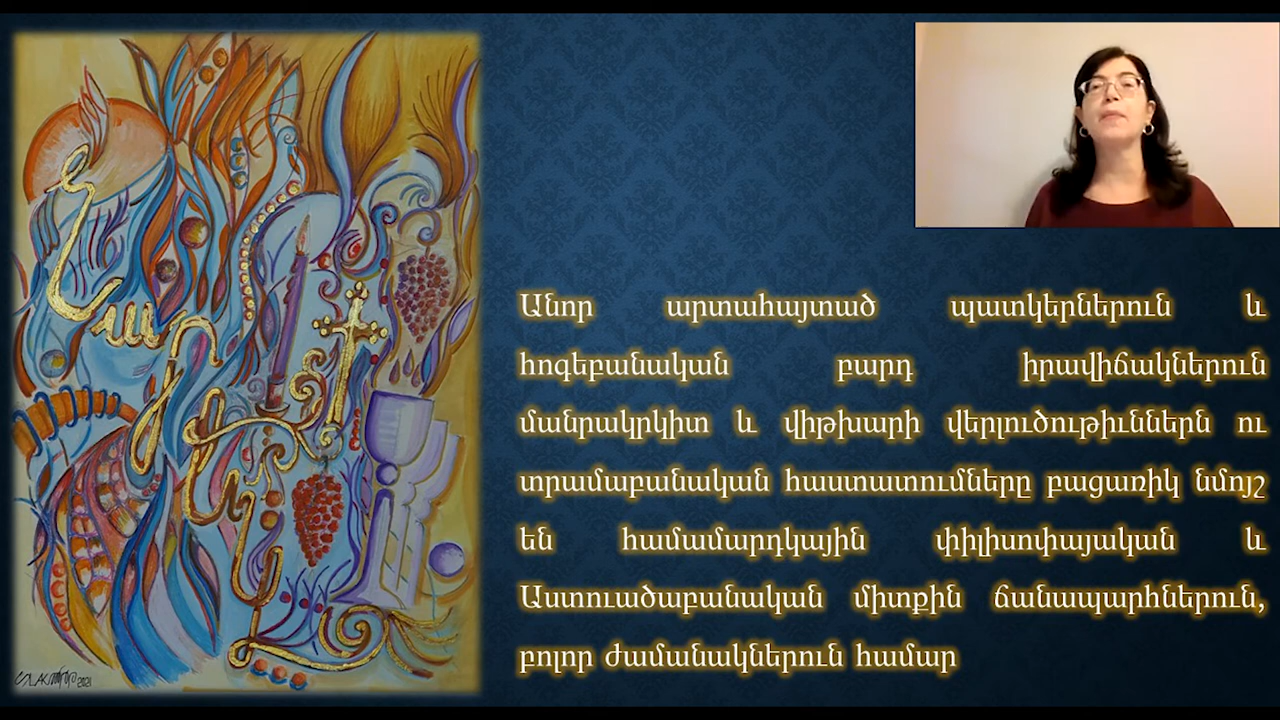 Անոր արտահայտած պատկերներուն և
հոգեբանական բարդ իրավիճակներուն
մանրակրկիտ և վիթխարի վերլուծութիւններն ու
տրամաբանական հաստատումները բացառիկ նմոյշ
են համամարդկային փիլիսոփայական և
Աստուածաբանական միտքին ճանապարհներուն,
բոլոր ժամանակներուն համար
2021